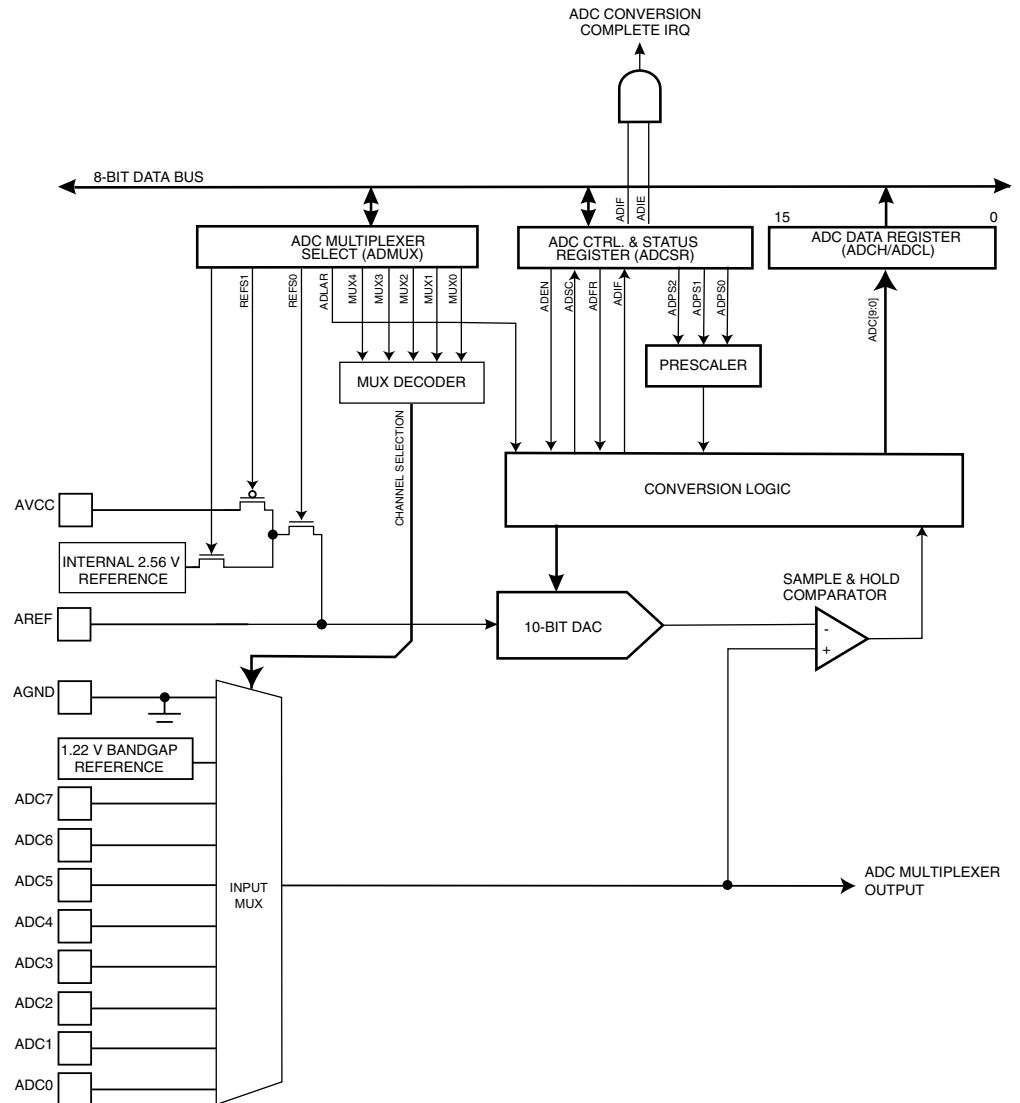 ADC CONVERSION
COMPLETE IRQ
8-BIT DATA BUS
ADIF
ADIE
15
0
ADC MULTIPLEXER
SELECT (ADMUX)
ADC CTRL. & STATUS
REGISTER (ADCSR)
ADC DATA REGISTER
(ADCH/ADCL)
REFS1
REFS0
ADLAR
MUX4
MUX3
MUX2
MUX1
MUX0
ADEN
ADSC
ADFR
ADIF
ADPS2
ADPS1
ADPS0
ADC[9:0]
MUX DECODER
PRESCALER
CHANNEL SELECTION
CONVERSION LOGIC
AVCC
INTERNAL 2.56 V
REFERENCE
SAMPLE & HOLD
COMPARATOR
AREF
10-BIT DAC
-
+
AGND
1.22 V BANDGAP
REFERENCE
ADC7
ADC6
ADC5
INPUT
MUX
ADC MULTIPLEXER
OUTPUT
ADC4
ADC3
ADC2
ADC1
ADC0